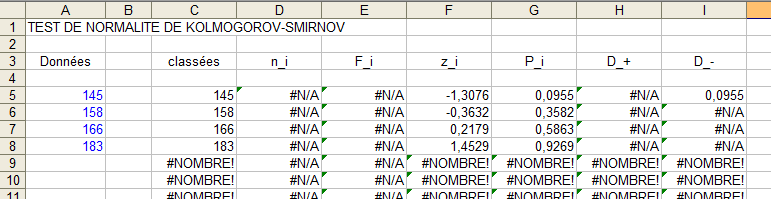 A B C D E F G H I
1 TEST DE NORMALITE DE KOLMOGOROV-SMIRNOV
2
3 Données classées n_i F_i z_i P_i D_+ D_-
4
5 145 145 #N/A #N/A -1,3076 0,0955 #N/A 0,0955
6 158 158 #N/A #N/A -0,3632 0,3582 #N/A #N/A
7 166 166 #N/A #N/A 0,2179 0,5863 #N/A #N/A
8 183 183 #N/A #N/A 1,4529 0,9269 #N/A #N/A
9 #NOMBRE! #N/A #N/A #NOMBRE! #NOMBRE! #NOMBRE! #NOMBRE!
10 #NOMBRE! #N/A #N/A #NOMBRE! #NOMBRE! #NOMBRE! #NOMBRE!
11 #NOMBRE! #N/A #N/A #NOMBRE! #NOMBRE! #NOMBRE! #NOMBRE!